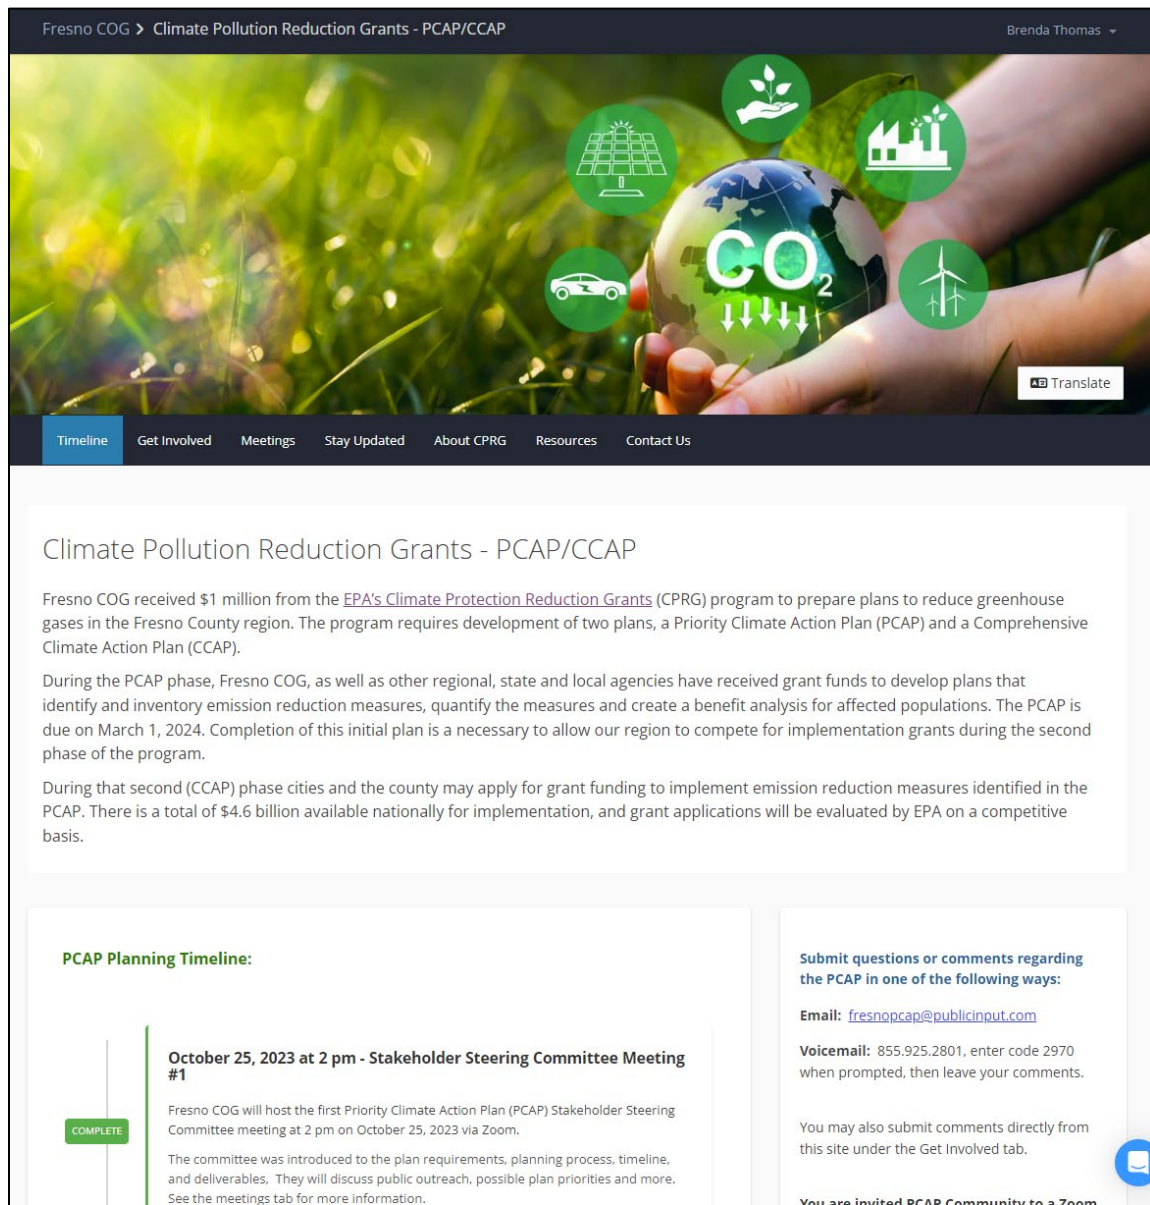 Fresno COG > Climate Pollution Reduction Grants - PCAP/CCAP
Brenda Thomas
CO2
Translate
Timeline Get Involved Meetings Stay Updated About CPRG Resources Contact Us
Climate Pollution Reduction Grants - PCAP/CCAP
Fresno COG received $1 million from the EPA's Climate Protection Reduction Grants (CPRG) program to prepare plans to reduce greenhouse
gases in the Fresno County region. The program requires development of two plans, a Priority Climate Action Plan (PCAP) and a Comprehensive
Climate Action Plan (CCAP).
During the PCAP phase, Fresno COG, as well as other regional, state and local agencies have received grant funds to develop plans that
identify and inventory emission reduction measures, quantify the measures and create a benefit analysis for affected populations. The PCAP is
due on March 1, 2024. Completion of this initial plan is a necessary to allow our region to compete for implementation grants during the second
phase of the program.
During that second (CCAP) phase cities and the county may apply for grant funding to implement emission reduction measures identified in the
PCAP. There is a total of $4.6 billion available nationally for implementation, and grant applications will be evaluated by EPA on a competitive
basis.
PCAP Planning Timeline:
October 25, 2023 at 2 pm - Stakeholder Steering Committee Meeting
#1
Fresno COG will host the first Priority Climate Action Plan (PCAP) Stakeholder Steering
COMPLETE
Committee meeting at 2 pm on October 25, 2023 via Zoom.
The committee was introduced to the plan requirements, planning process, timeline,
and deliverables, They will discuss public outreach, possible plan priorities and more.
See the meetings tab for more information.
Submit questions or comments regarding
the PCAP in one of the following ways:
Email: fresnopcap@publicinput.com
Voicemail: 855.925.2801, enter code 2970
when prompted, then leave your comments.
You may also submit comments directly from
this site under the Get Involved tab.
You are invited PCAP Community to a Zoom